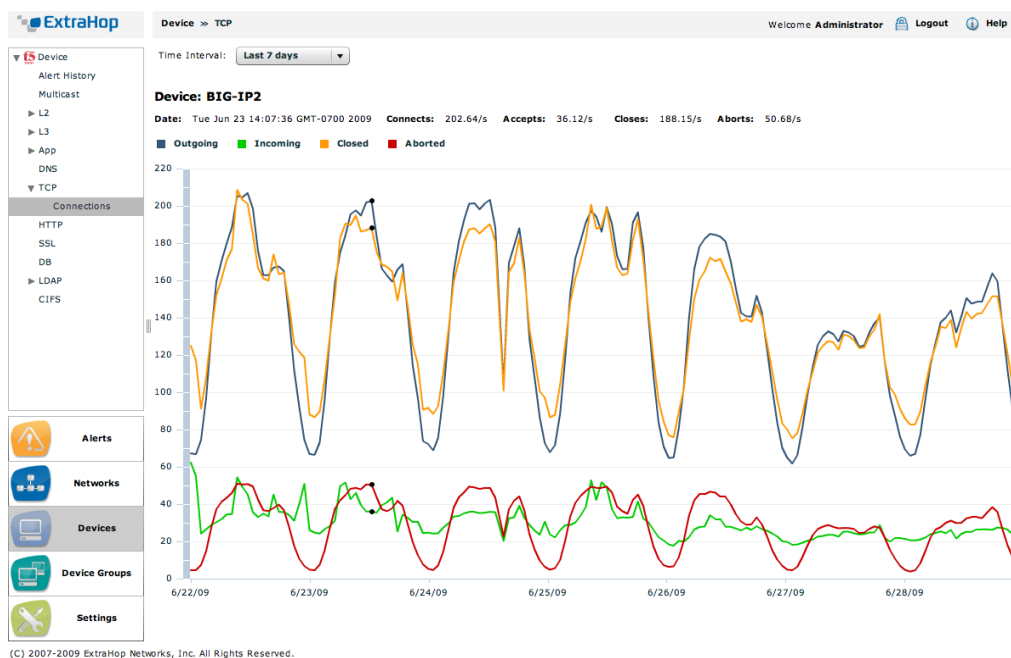 ExtraHop
Device >> TCP
Welcome Administrator Logout Help
Time Interval: Last 7 days
f5 Device
Alert History
Multicast
L2
L3
App
DNS
TCP
Connections
HTTP
SSL
DB
LDAP
CIFS
Alerts
Networks
Devices
Device Groups
Settings
Device: BIG-IP2
Date: Tue Jun 23 14:07:36 GMT-0700 2009 Connects: 202.64/s Accepts: 36.12/s Closes: 188.15/s Aborts: 50.68/s
Outgoing Incoming Closed Aborted
220
200
180
160
140
120
100
80
60
40
20
0
6/22/09 6/23/09 6/24/09 6/25/09 6/26/09 6/27/09 6/28/09
(C) 2007-2009 ExtraHop Networks, Inc. All Rights Reserved.